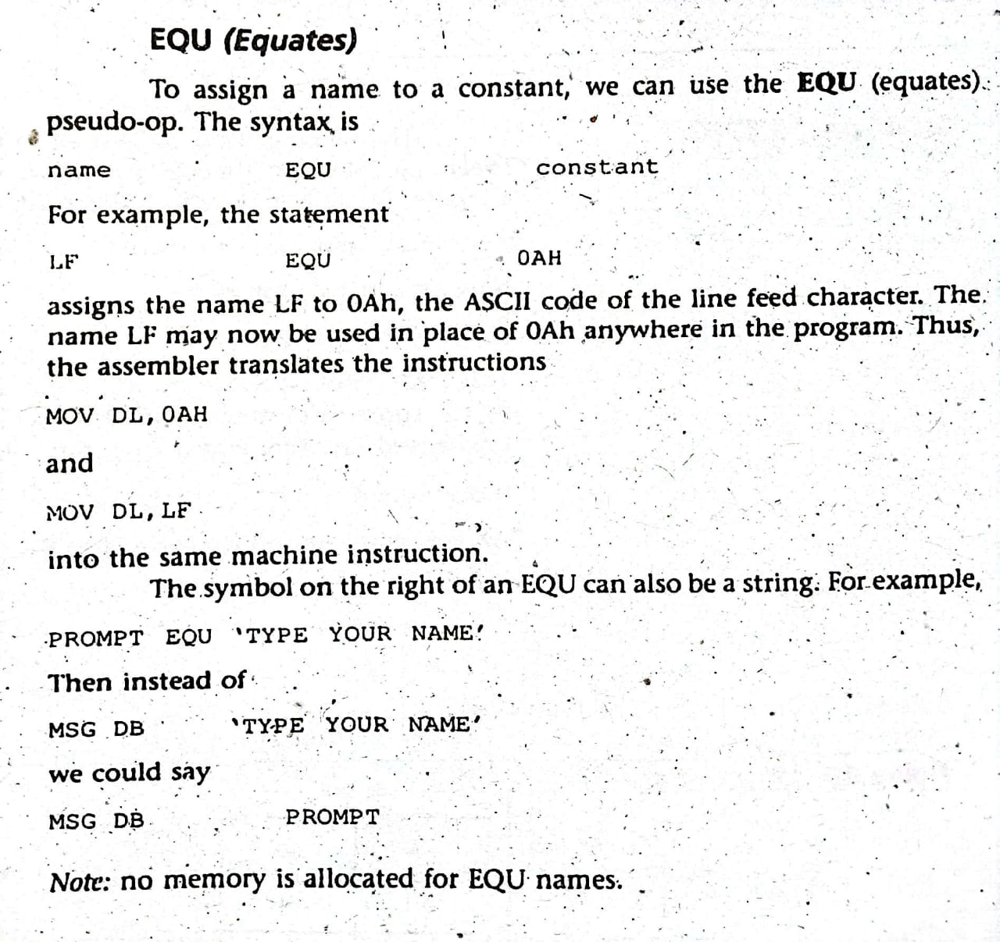 EQU (Equates)
To assign a name to a constant, we can use the EQU (equates)
pseudo-op. The syntax is
name EQU constant
For example, the statement
LF EQU 0AH
assigns the name LF to 0Ah, the ASCII code of the line feed character. The
name LF may now be used in place of 0Ah anywhere in the program. Thus,
the assembler translates the instructions
MOV DL,0AH
and
MOV DL,LF
into the same machine instruction.
The symbol on the right of an EQU can also be a string. For example,
PROMPT EQU 'TYPE YOUR NAME'
Then instead of
MSG DB 'TYPE YOUR NAME'
we could say
MSG DB PROMPT
Note: no memory is allocated for EQU names.